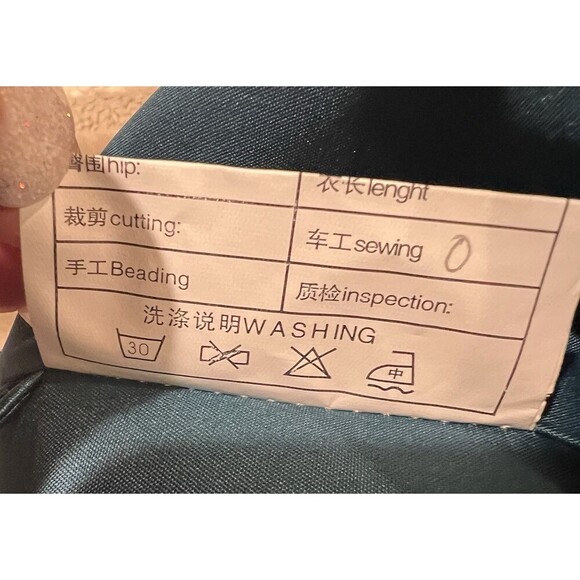 臀围hip:
衣长lenght
裁剪cutting:
车工sewing 0
手工Beading
质检inspection:
洗涤说明WASHING
30
中